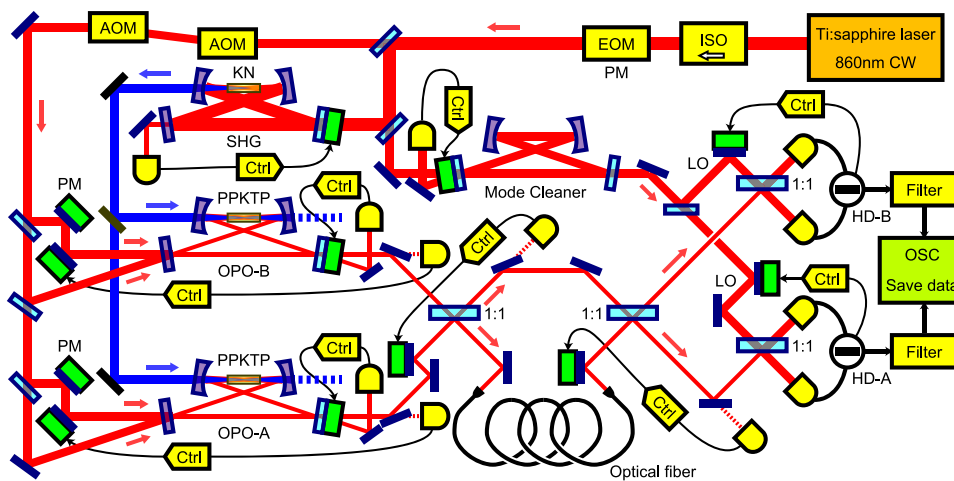 AOM
AOM
EOM
PM
ISO
Ti:sapphire laser
860nm CW
KN
SHG
Ctrl
Ctrl
Mode Cleaner
LO
Ctrl
1:1
HD-B
Filter
PM
PPKTP
Ctrl
OPO-B
Ctrl
Ctrl
1:1
1:1
LO
Ctrl
OSC
Save data
PM
PPKTP
Ctrl
OPO-A
Ctrl
Ctrl
1:1
HD-A
Filter
Optical fiber